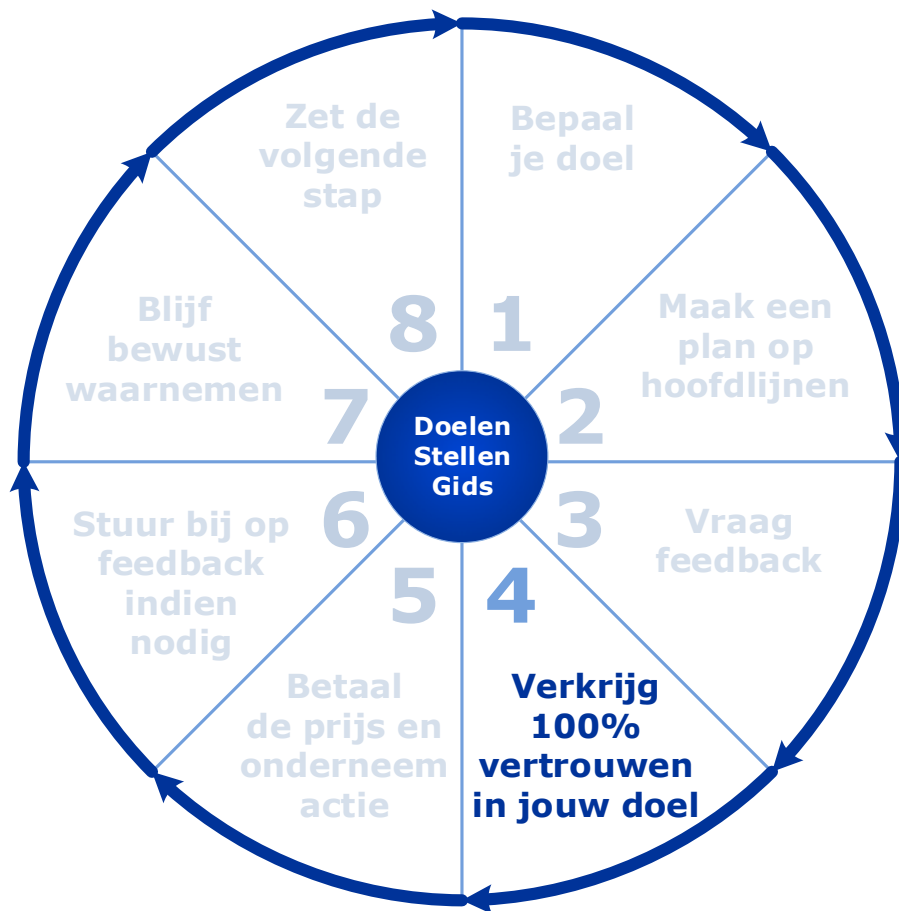 Zet de
volgende
stap
8
Bepaal
je doel
1
Maak een
plan op
hoofdlijnen
2
Vraag
feedback
3
Verkrijg
100%
vertrouwen
in jouw doel
4
Betaal
de prijs en
onderneem
actie
5
Stuur bij op
feedback
indien
nodig
6
Blijf
bewust
waarnemen
7
Doelen
Stellen
Gids